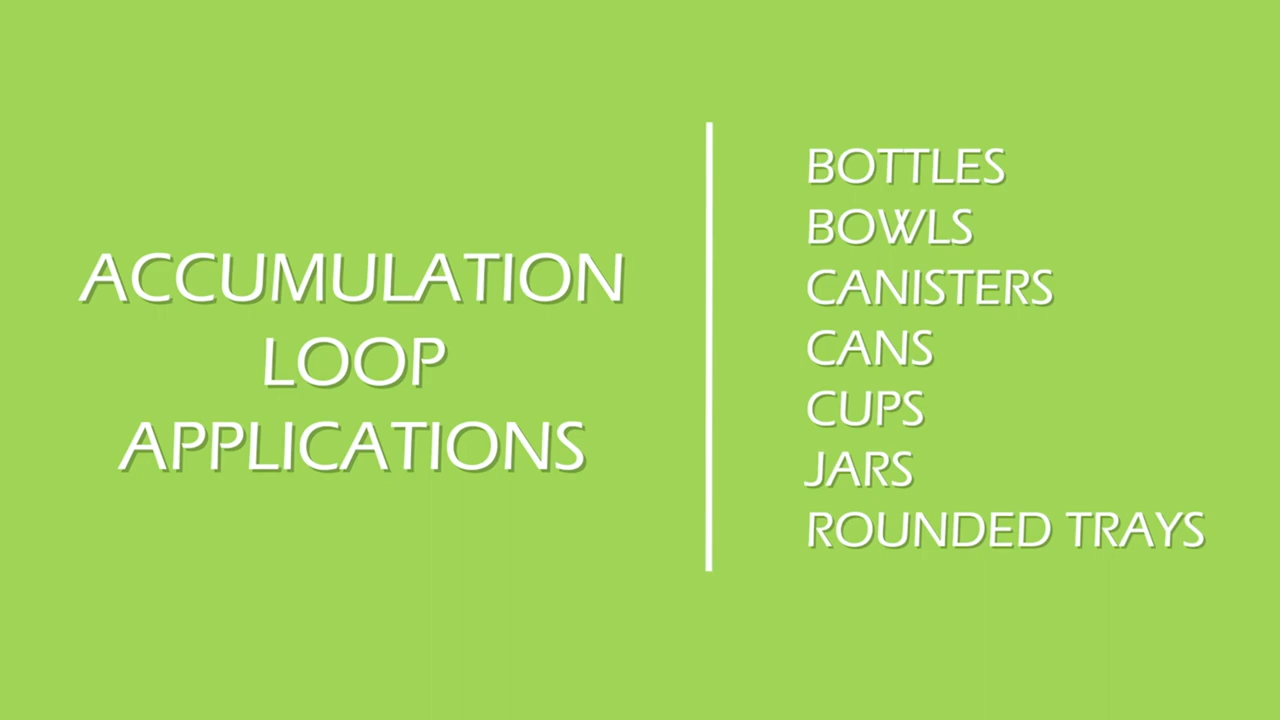 ACCUMULATION
LOOP
APPLICATIONS
BOTTLES
BOWLS
CANISTERS
CANS
CUPS
JARS
ROUNDED TRAYS